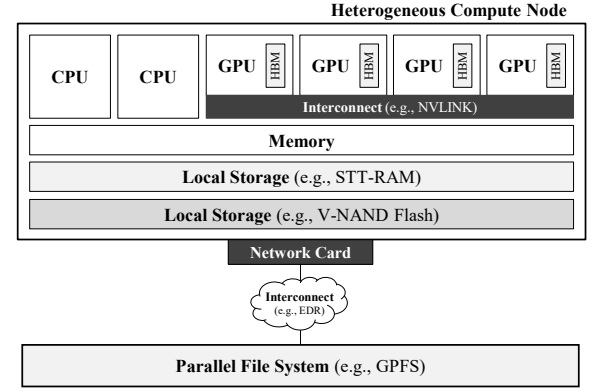 Heterogeneous Compute Node
CPU
CPU
GPU
HBM
GPU
HBM
GPU
HBM
GPU
HBM
Interconnect (e.g., NVLINK)
Memory
Local Storage (e.g., STT-RAM)
Local Storage (e.g., V-NAND Flash)
Network Card
Interconnect
(e.g., EDR)
Parallel File System (e.g., GPFS)